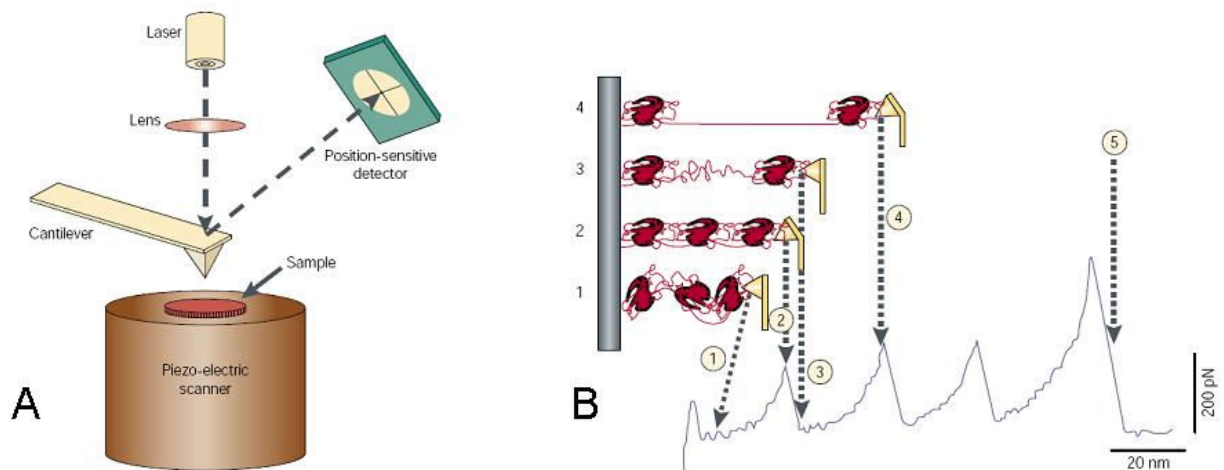 Laser
Lens
Position-sensitive
detector
Cantilever
Sample
Piezo-electric
scanner
A
4
3
2
1
5
4
2
1
3
B
200 pN
20 nm